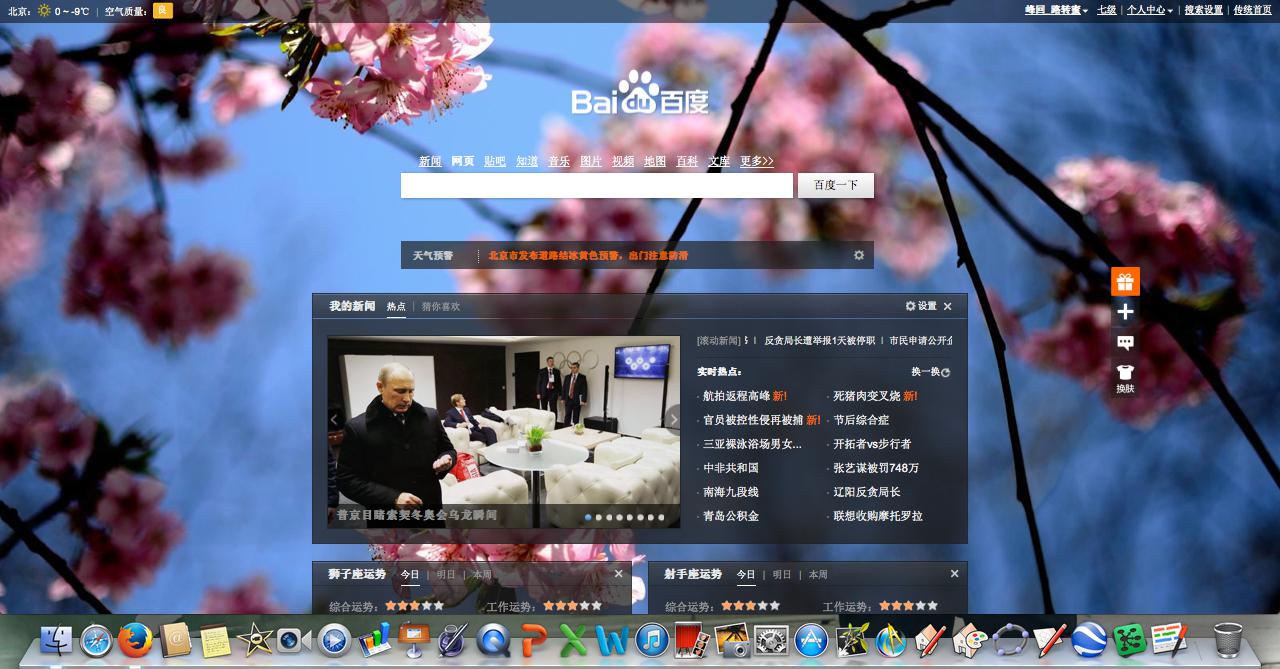 北京: 0 ~ -9℃ | 空气质量: 良
峰回_路转蜜 七级 | 个人中心 | 搜索设置 | 传统首页
Bai du 百度
新闻 网页 贴吧 知道 音乐 图片 视频 地图 百科 文库 更多>>
百度一下
天气预警 北京市发布道路结冰黄色预警,出门注意防滑
我的新闻 热点 | 猜你喜欢 设置
[滚动新闻] | 反贪局长遭举报1天被停职 | 市民申请公开
实时热点: 换一换
航拍返程高峰 新! 死猪肉变叉烧 新!
官员被控性侵再被捕 新! 节后综合症
三亚裸泳浴场男女... 开拓者vs步行者
中非共和国 张艺谋被罚748万
南海九段线 辽阳反贪局长
青岛公积金 联想收购摩托罗拉
普京目睹索契冬奥会乌龙瞬间
换肤
狮子座运势 今日 | 明日 | 本周
综合运势: 工作运势:
射手座运势 今日 | 明日 | 本周
综合运势: 工作运势: